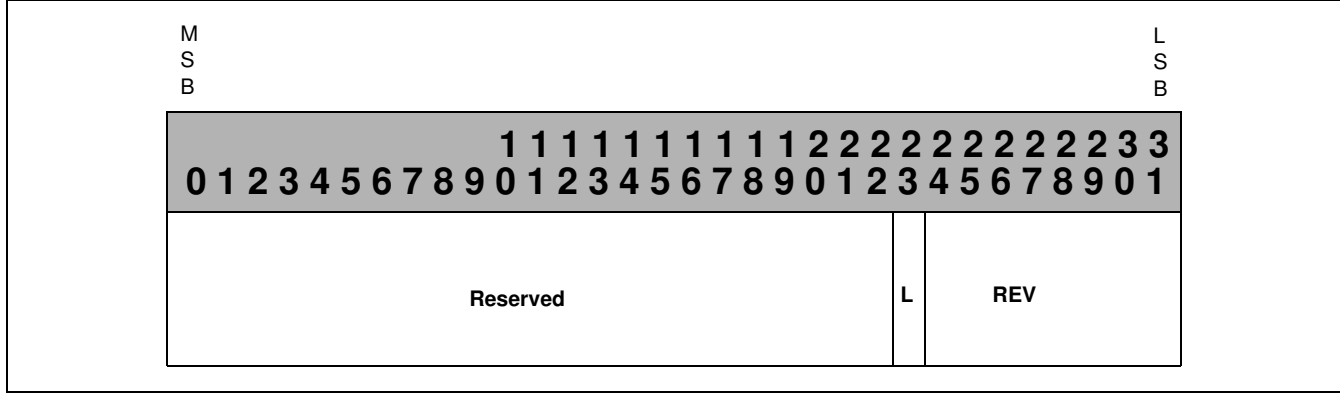 M L
S S
B B
1 1 1 1 1 1 1 1 1 1 2 2 2 2 2 2 2 2 2 2 3 3
0 1 2 3 4 5 6 7 8 9 0 1 2 3 4 5 6 7 8 9 0 1 2 3 4 5 6 7 8 9 0 1
Reserved L REV